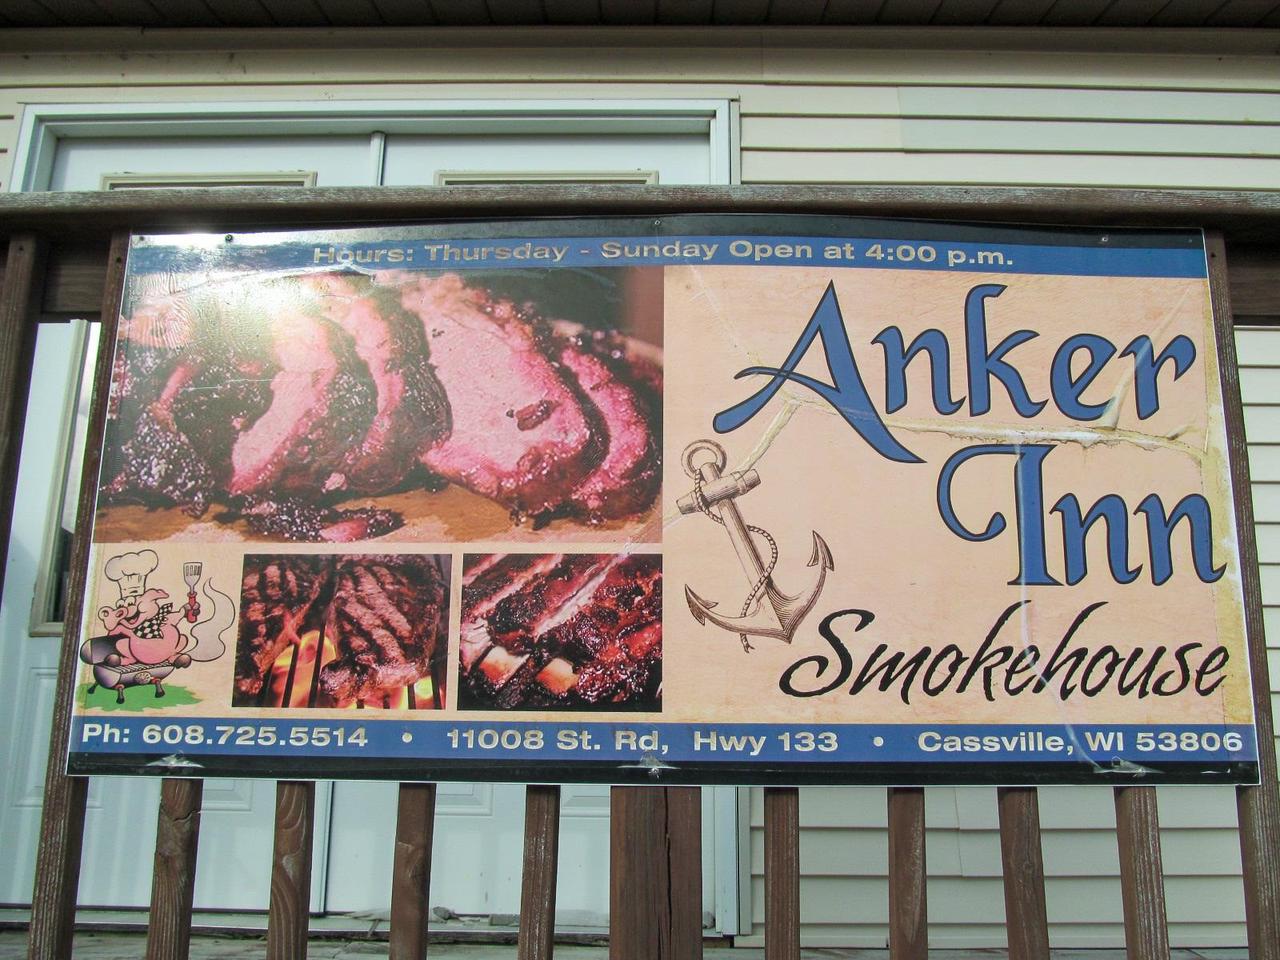 Hours: Thursday - Sunday Open at 4:00 p.m.
Anker
Inn
Smokehouse
Ph: 608.725.5514 • 11008 St. Rd, Hwy 133 • Cassville, WI 53806